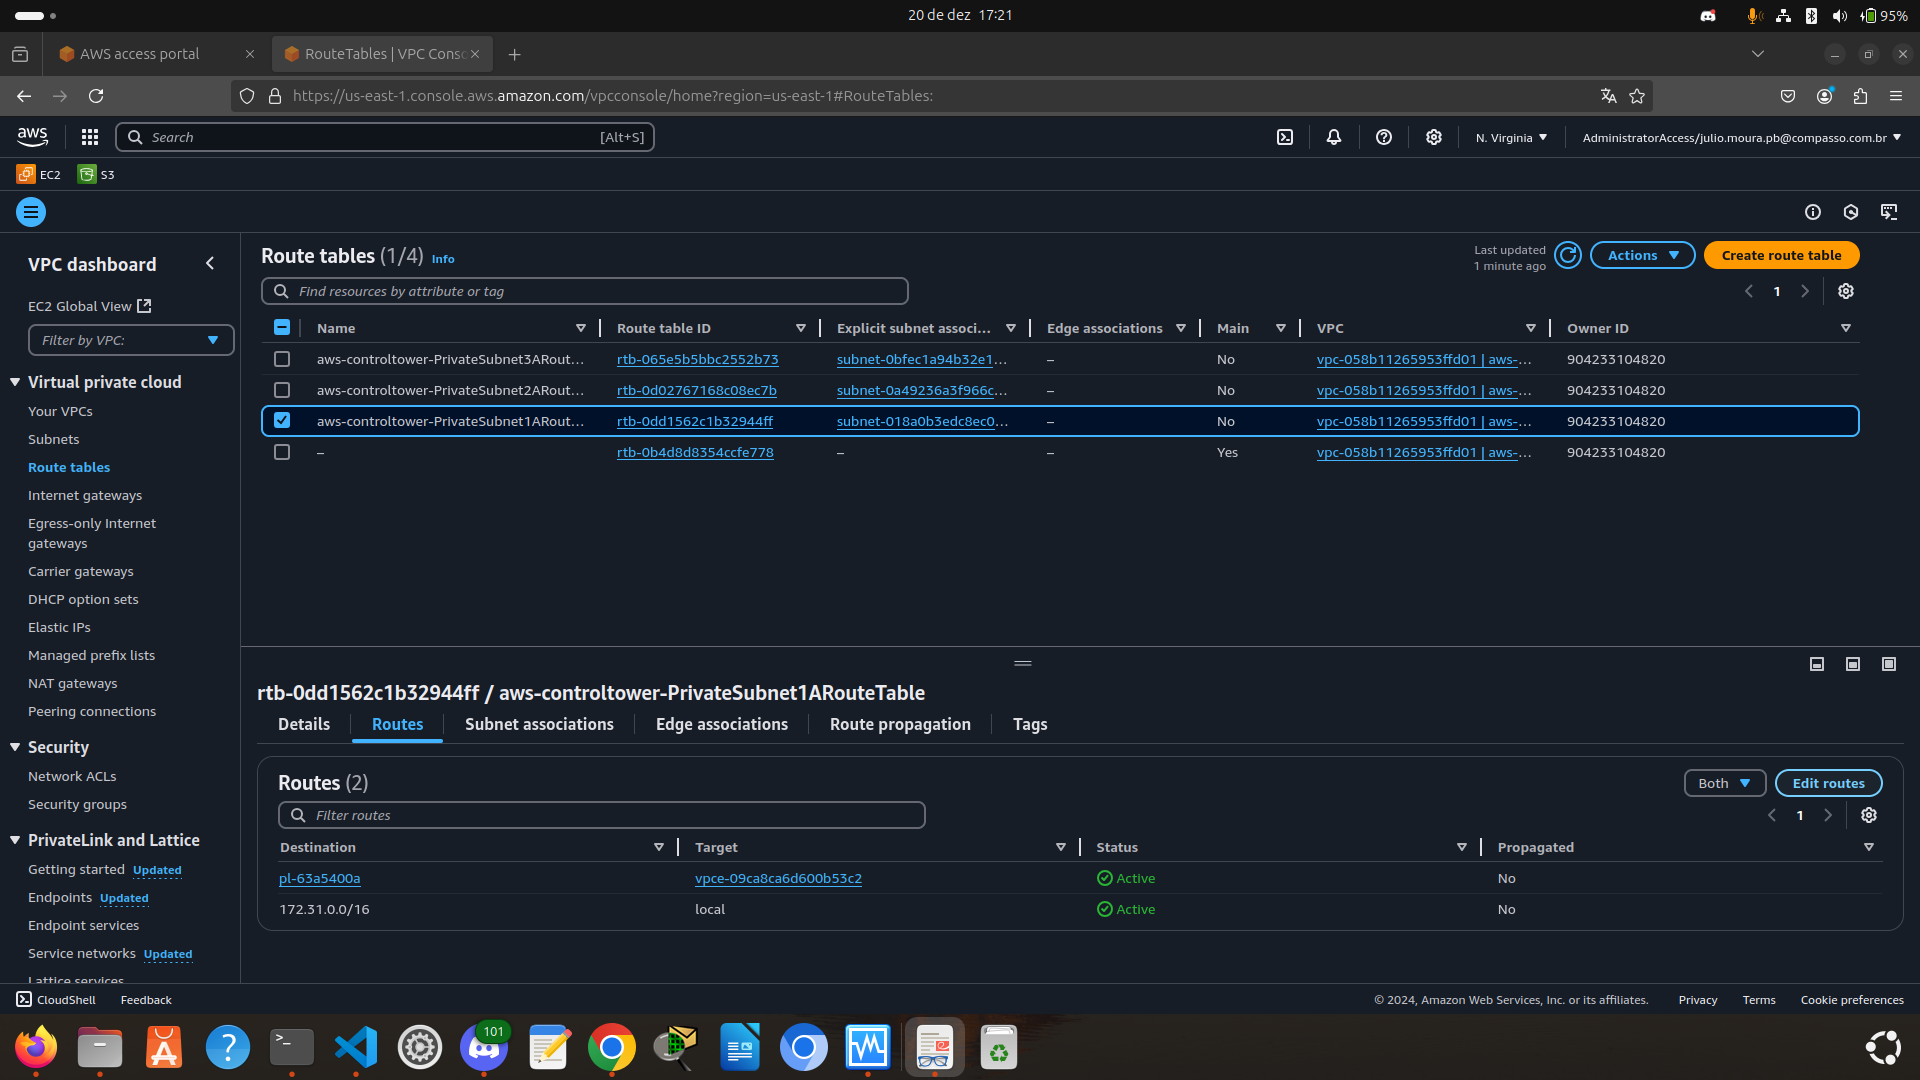 20 de dez 17:21
95%
AWS access portal
RouteTables | VPC Conso
https://us-east-1.console.aws.amazon.com/vpcconsole/home?region=us-east-1#RouteTables:
aws
Search
[Alt+S]
N. Virginia
AdministratorAccess/julio.moura.pb@compasso.com.br
EC2
S3
VPC dashboard
EC2 Global View
Filter by VPC:
Virtual private cloud
Your VPCs
Subnets
Route tables
Internet gateways
Egress-only Internet
gateways
Carrier gateways
DHCP option sets
Elastic IPs
Managed prefix lists
NAT gateways
Peering connections
Security
Network ACLs
Security groups
PrivateLink and Lattice
Getting started Updated
Endpoints Updated
Endpoint services
Service networks Updated
Lattice services
Route tables (1/4) Info
Last updated
1 minute ago
Actions
Create route table
Find resources by attribute or tag
1
Name Route table ID Explicit subnet associ... Edge associations Main VPC Owner ID
aws-controltower-PrivateSubnet3ARout... rtb-065e5b5bbc2552b73 subnet-0bfec1a94b32e1... – No vpc-058b11265953ffd01 | aws-... 904233104820
aws-controltower-PrivateSubnet2ARout... rtb-0d02767168c08ec7b subnet-0a49236a3f966c... – No vpc-058b11265953ffd01 | aws-... 904233104820
aws-controltower-PrivateSubnet1ARout... rtb-0dd1562c1b32944ff subnet-018a0b3edc8ec0... – No vpc-058b11265953ffd01 | aws-... 904233104820
– rtb-0b4d8d8354ccfe778 – – Yes vpc-058b11265953ffd01 | aws-... 904233104820
rtb-0dd1562c1b32944ff / aws-controltower-PrivateSubnet1ARouteTable
Details Routes Subnet associations Edge associations Route propagation Tags
Routes (2)
Both
Edit routes
Filter routes
1
Destination Target Status Propagated
pl-63a5400a vpce-09ca8ca6d600b53c2 Active No
172.31.0.0/16 local Active No
CloudShell Feedback
© 2024, Amazon Web Services, Inc. or its affiliates. Privacy Terms Cookie preferences
101